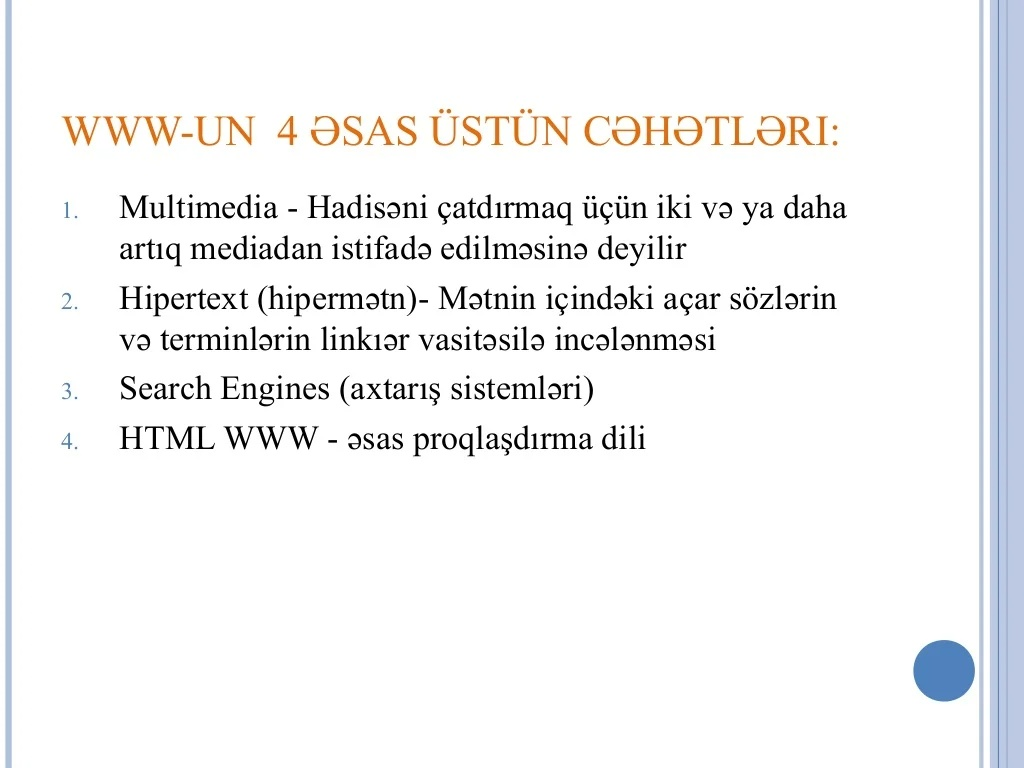 WWW-UN  4 ƏSAS ÜSTÜN CƏHƏTLƏRI:
1. Multimedia - Hadisəni çatdırmaq üçün iki və ya daha
artıq mediadan istifadə edilməsinə deyilir
2. Hipertext (hipermətn)- Mətnin içindəki açar sözlərin
və terminlərin linkıər vasitəsilə incələnməsi
3. Search Engines (axtarış sistemləri)
4. HTML WWW - əsas proqlaşdırma dili